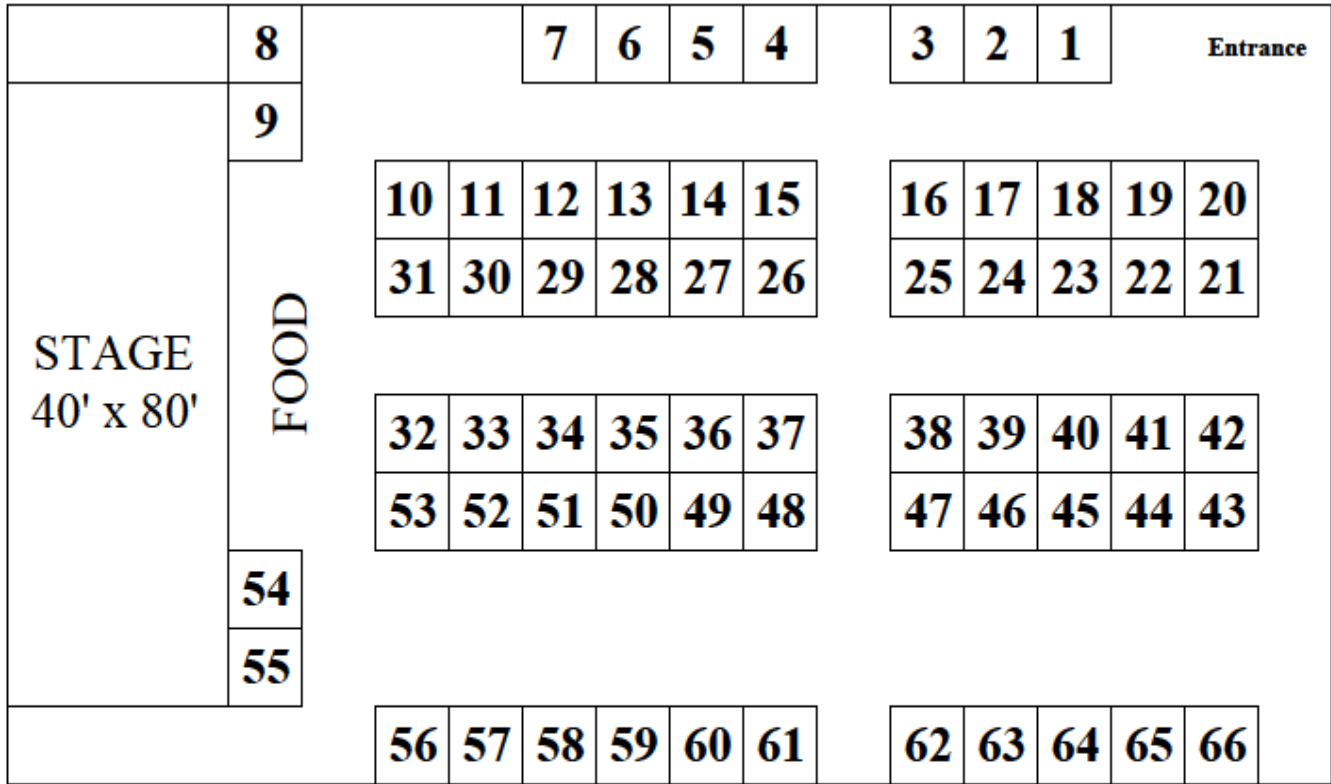 8 7 6 5 4 3 2 1 Entrance
9
10 11 12 13 14 15 16 17 18 19 20
31 30 29 28 27 26 25 24 23 22 21
STAGE
40' x 80'
FOOD
32 33 34 35 36 37 38 39 40 41 42
53 52 51 50 49 48 47 46 45 44 43
54
55
56 57 58 59 60 61 62 63 64 65 66